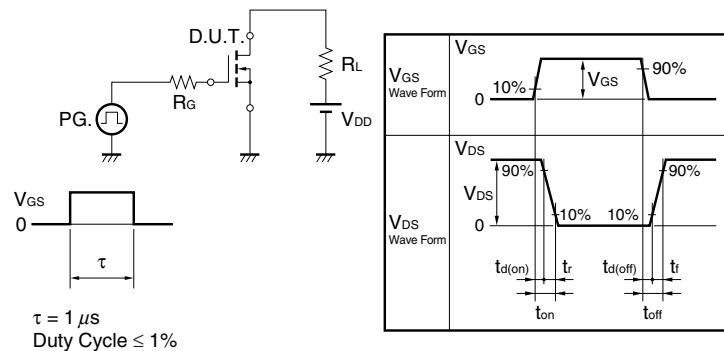 D.U.T.
RL
RG
PG.
VDD
VGS
0
τ
τ = 1 μs
Duty Cycle ≤ 1%
VGS
Wave Form
VGS
10%
VGS
90%
0
VDS
Wave Form
VDS
90%
90%
VDS
10%
10%
0
td(on)
tr
td(off)
tf
ton
toff